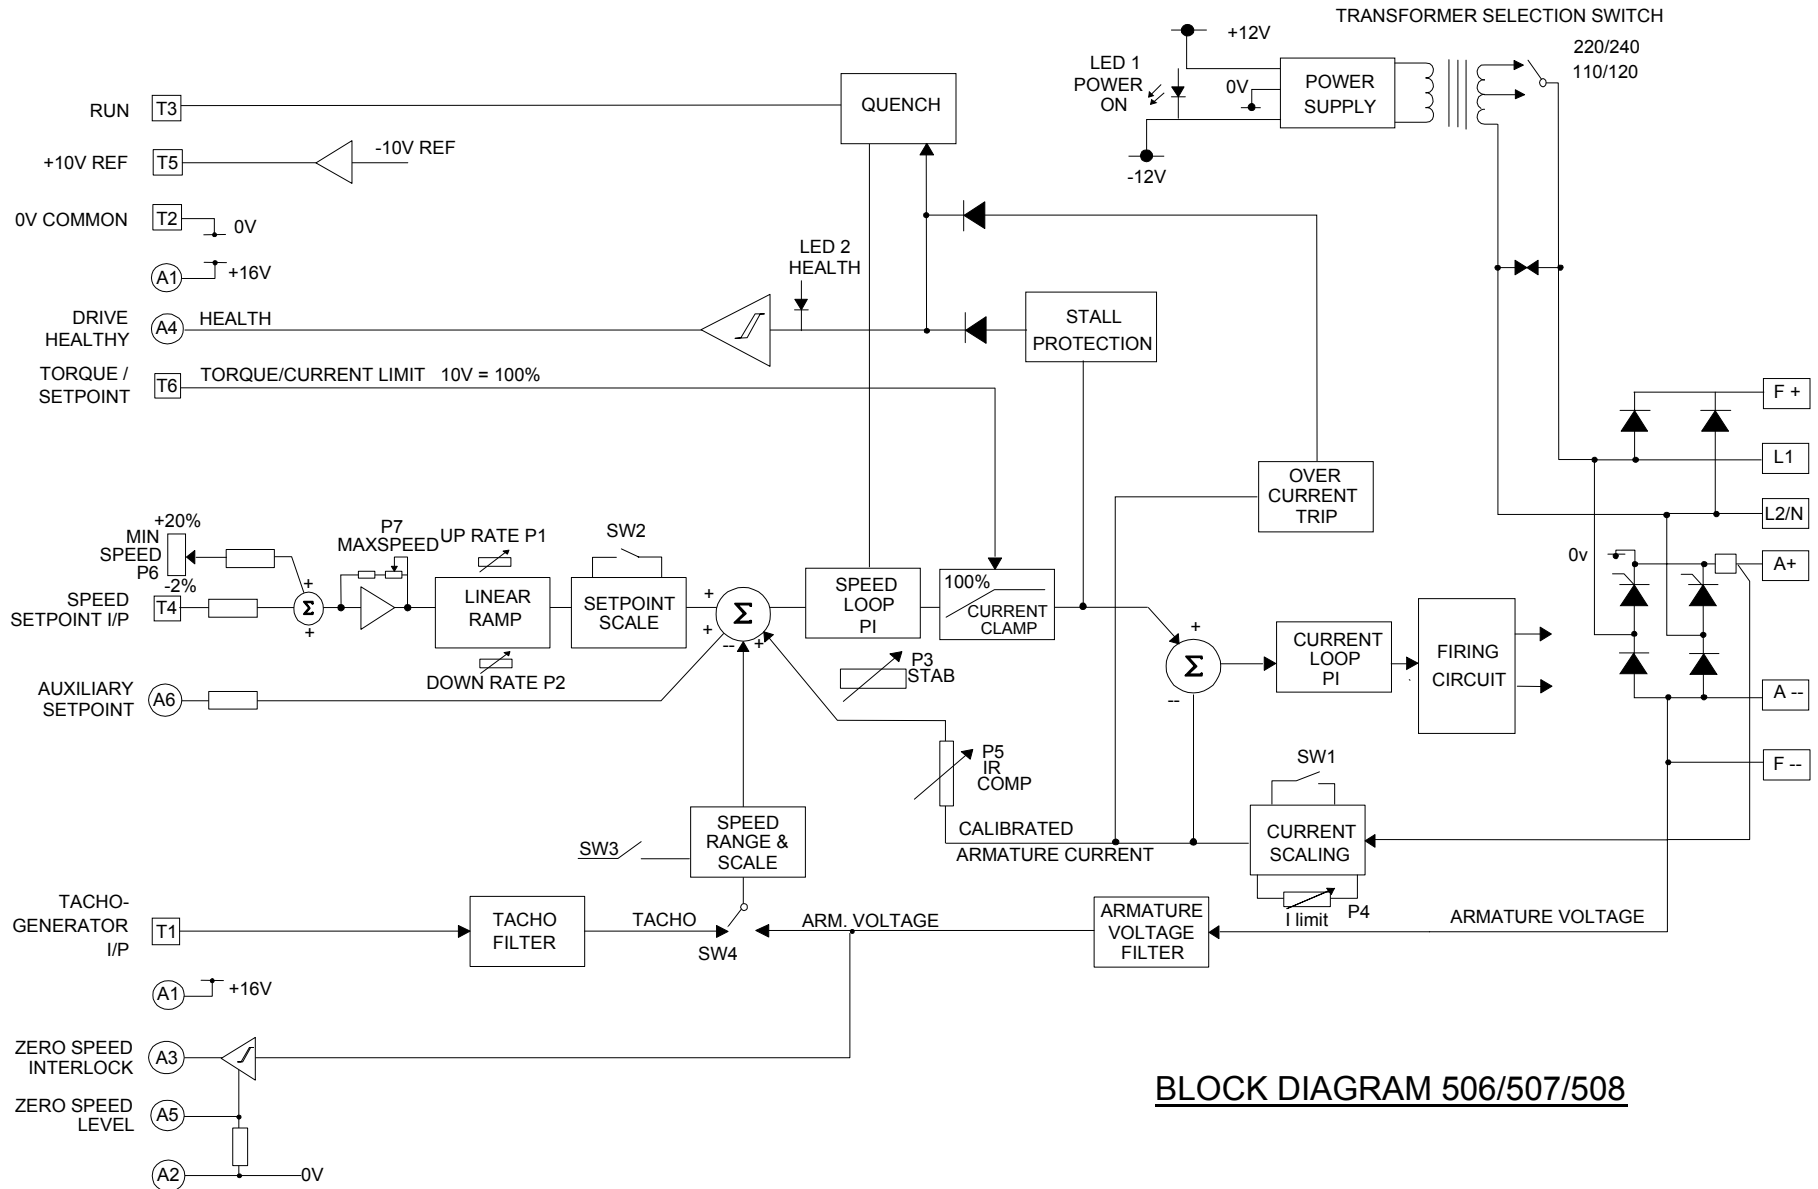 TRANSFORMER SELECTION SWITCH
220/240
110/120
+12V
LED 1
POWER
ON
0V
-12V
POWER
SUPPLY
RUN
T3
QUENCH
+10V REF
T5
-10V REF
0V COMMON
T2
0V
A1
+16V
LED 2
HEALTH
DRIVE
HEALTHY
A4
HEALTH
STALL
PROTECTION
TORQUE /
SETPOINT
T6
TORQUE/CURRENT LIMIT 10V = 100%
F +
L1
L2/N
0v
A+
A --
F --
OVER
CURRENT
TRIP
+20%
MIN
SPEED
P6
-2%
SPEED
SETPOINT I/P
T4
+
Σ
+
P7
MAXSPEED
UP RATE P1
LINEAR
RAMP
DOWN RATE P2
SW2
SETPOINT
SCALE
+
+
Σ
--
+
SPEED
LOOP
PI
100%
CURRENT
CLAMP
P3
STAB
+
Σ
--
CURRENT
LOOP
PI
FIRING
CIRCUIT
AUXILIARY
SETPOINT
A6
P5
IR
COMP
SW1
CURRENT
SCALING
I limit
P4
CALIBRATED
ARMATURE CURRENT
SW3
SPEED
RANGE &
SCALE
TACHO-
GENERATOR
I/P
T1
TACHO
FILTER
TACHO
SW4
ARM. VOLTAGE
ARMATURE
VOLTAGE
FILTER
ARMATURE VOLTAGE
A1
+16V
ZERO SPEED
INTERLOCK
A3
ZERO SPEED
LEVEL
A5
A2
0V
BLOCK DIAGRAM 506/507/508